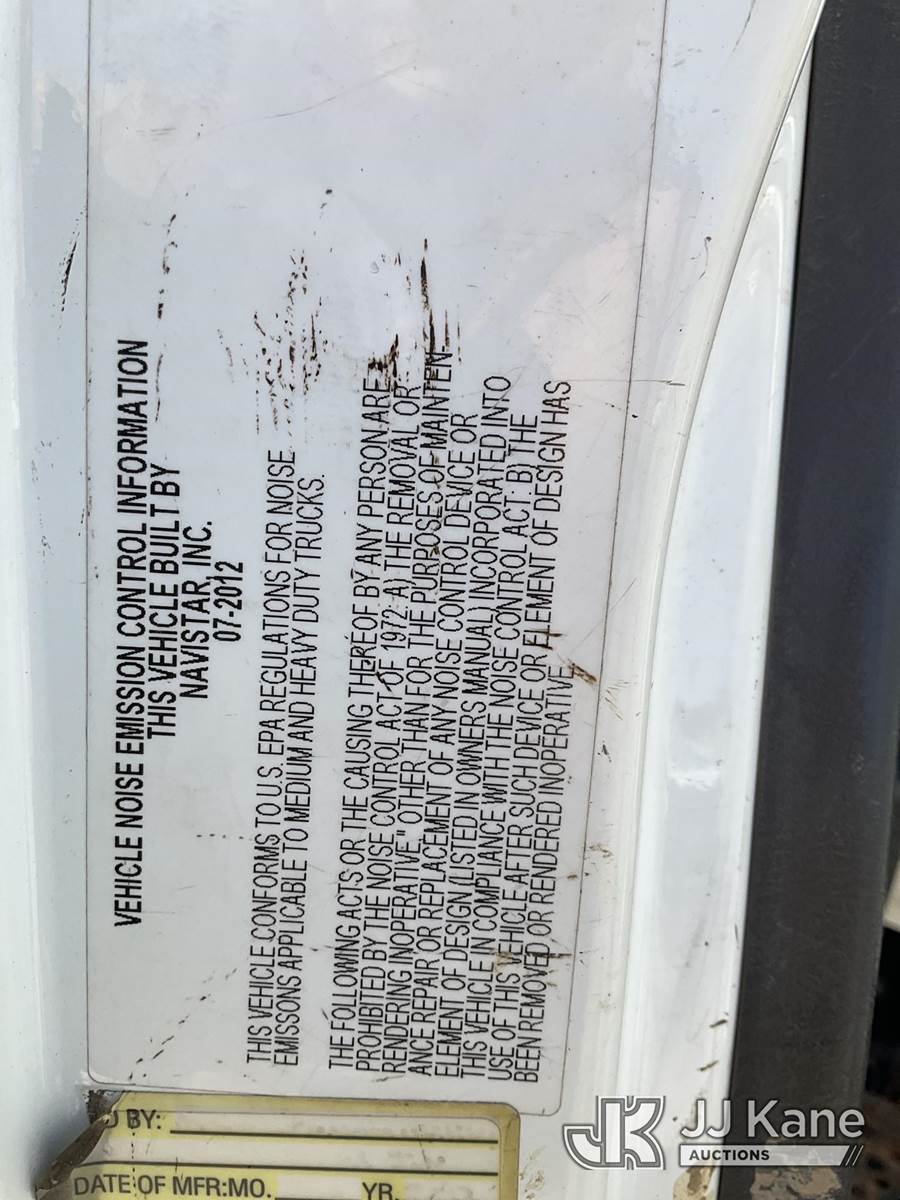 VEHICLE NOISE EMISSION CONTROL INFORMATION
THIS VEHICLE BUILT BY
NAVISTAR, INC.
07-2012
THIS VEHICLE CONFORMS TO U.S. EPA REGULATIONS FOR NOISE
EMISSONS APPLICABLE TO MEDIUM AND HEAVY DUTY TRUCKS.
THE FOLLOWING ACTS OR THE CAUSING THEREOF BY ANY PERSON ARE
PROHIBITED BY THE NOISE CONTROL ACT OF 1972: A) THE REMOVAL OR
RENDERING INOPERATIVE, OTHER THAN FOR THE PURPOSES OF MAINTEN-
ANCE REPAIR, OR REPLACEMENT OF ANY NOISE CONTROL DEVICE OR
ELEMENT OF DESIGN (LISTED IN OWNERS MANUAL) INCORPORATED INTO
THIS VEHICLE IN COMPLIANCE WITH THE NOISE CONTROL ACT: B) THE
USE OF THIS VEHICLE AFTER SUCH DEVICE OR ELEMENT OF DESIGN HAS
BEEN REMOVED OR RENDERED INOPERATIVE.
BY:
DATE OF MFR:MO. YR.
JK JJ Kane
AUCTIONS